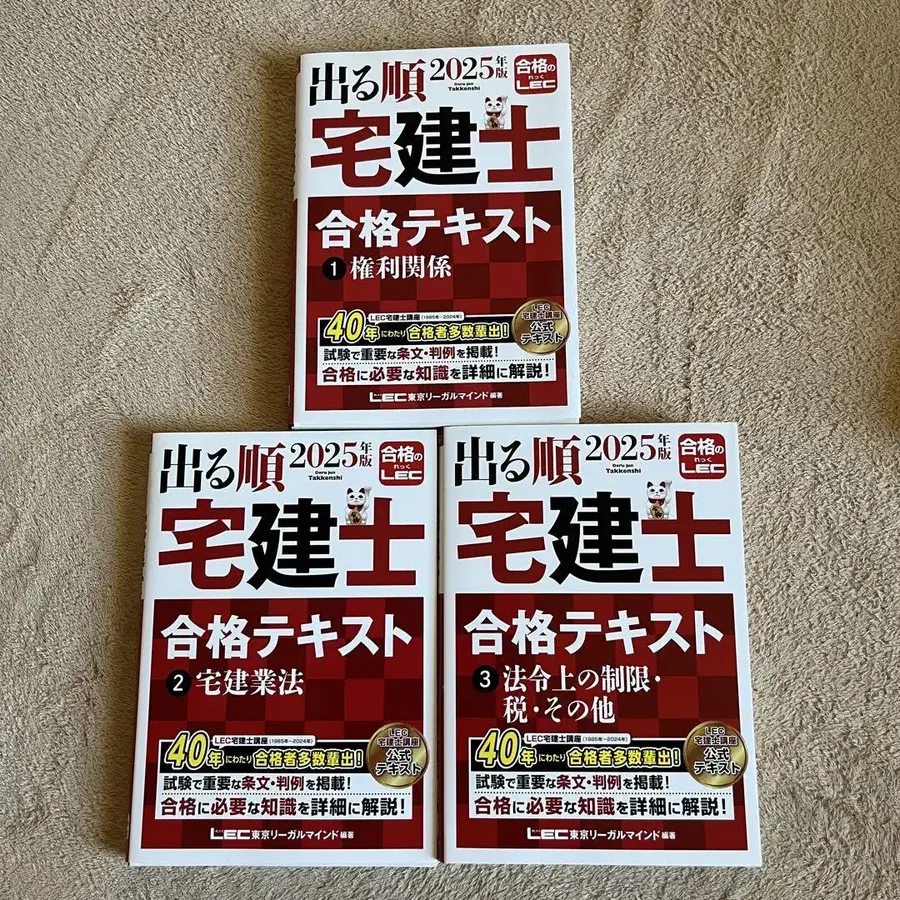 出る順 2025年版
Deru jun
Takkenshi
合格の
れっく
LEC
宅建士
合格テキスト
1 権利関係
LEC宅建士講座(1985年~2024年)
40年にわたり合格者多数輩出!
試験で重要な条文・判例を掲載!
合格に必要な知識を詳細に解説!
LEC
宅建士講座
公式
テキスト
LEC東京リーガルマインド 編著
出る順 2025年版
Deru jun
Takkenshi
合格の
れっく
LEC
宅建士
合格テキスト
2 宅建業法
LEC宅建士講座(1985年~2024年)
40年にわたり合格者多数輩出!
試験で重要な条文・判例を掲載!
合格に必要な知識を詳細に解説!
LEC
宅建士講座
公式
テキスト
LEC東京リーガルマインド 編著
出る順 2025年版
Deru jun
Takkenshi
合格の
れっく
LEC
宅建士
合格テキスト
3 法令上の制限・
税・その他
LEC宅建士講座(1985年~2024年)
40年にわたり合格者多数輩出!
試験で重要な条文・判例を掲載!
合格に必要な知識を詳細に解説!
LEC
宅建士講座
公式
テキスト
LEC東京リーガルマインド 編著